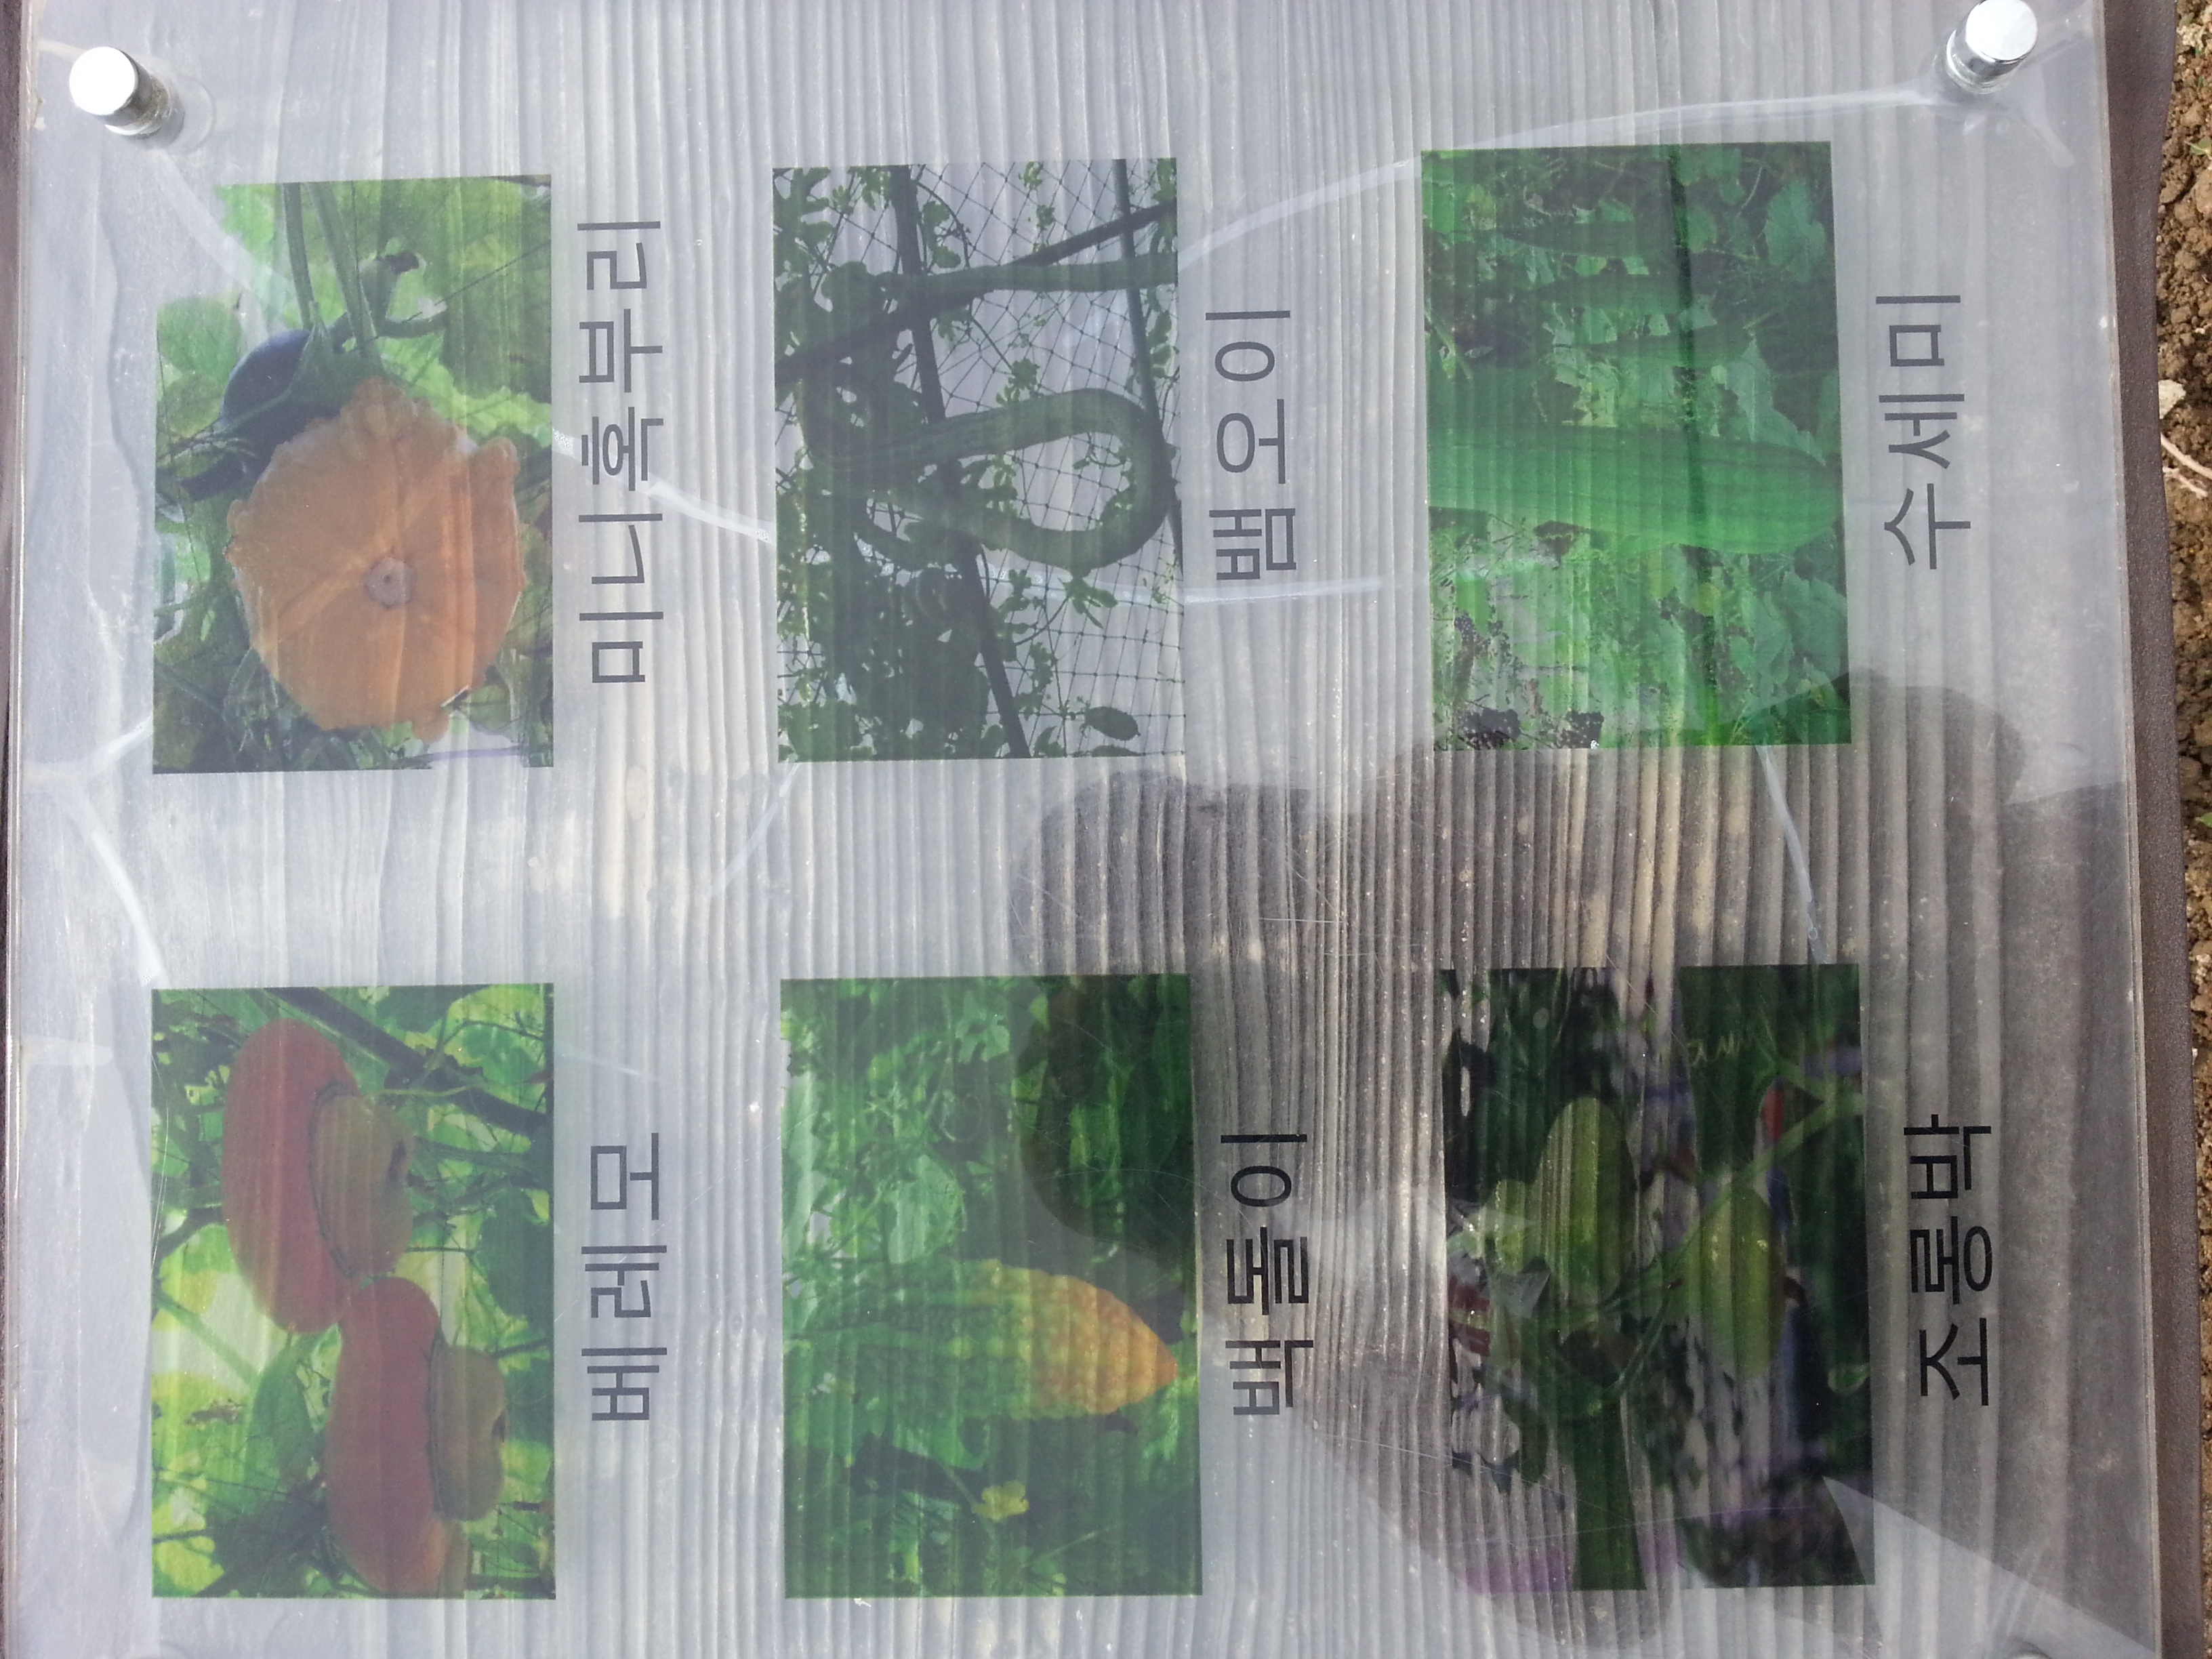 베레모
미니혹부리
백돌이
뱀오이
조롱박
수세미